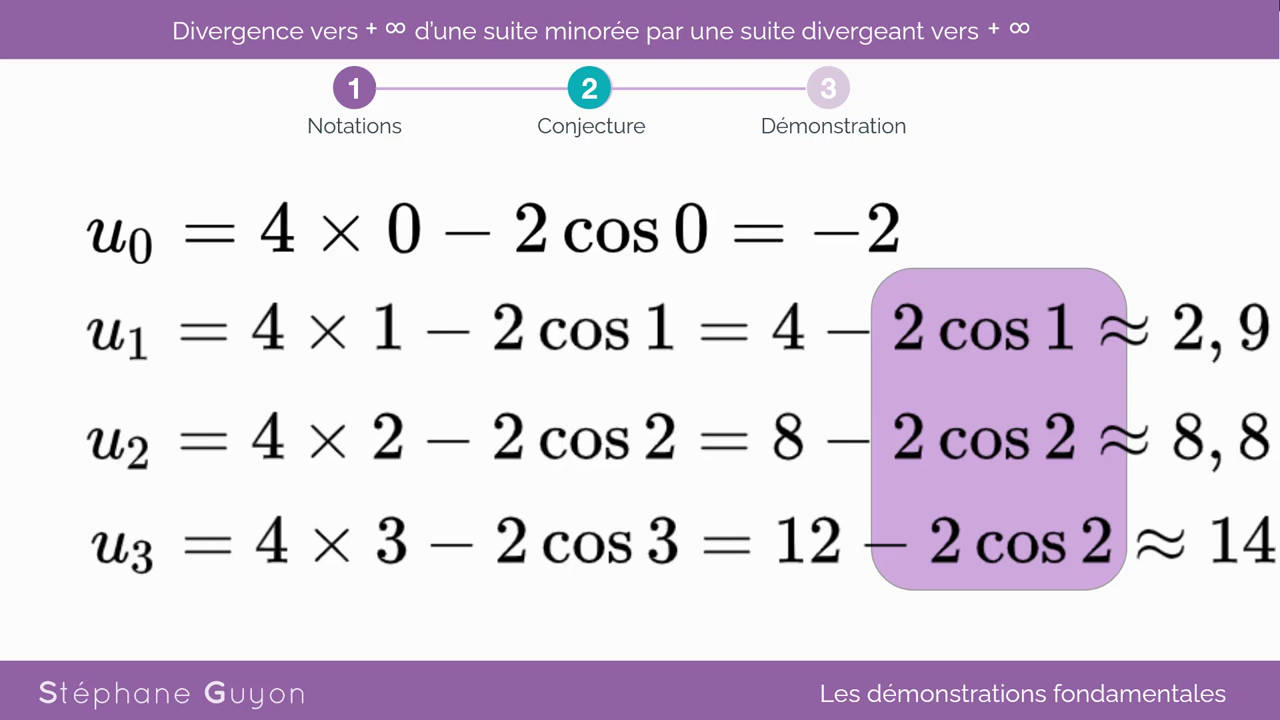 Divergence vers + ∞ d'une suite minorée par une suite divergeant vers + ∞
1 2 3
Notations Conjecture Démonstration
u₀ = 4 × 0 − 2 cos 0 = −2
u₁ = 4 × 1 − 2 cos 1 = 4 − 2 cos 1 ≈ 2, 9
u₂ = 4 × 2 − 2 cos 2 = 8 − 2 cos 2 ≈ 8, 8
u₃ = 4 × 3 − 2 cos 3 = 12 − 2 cos 2 ≈ 14
Stéphane Guyon
Les démonstrations fondamentales